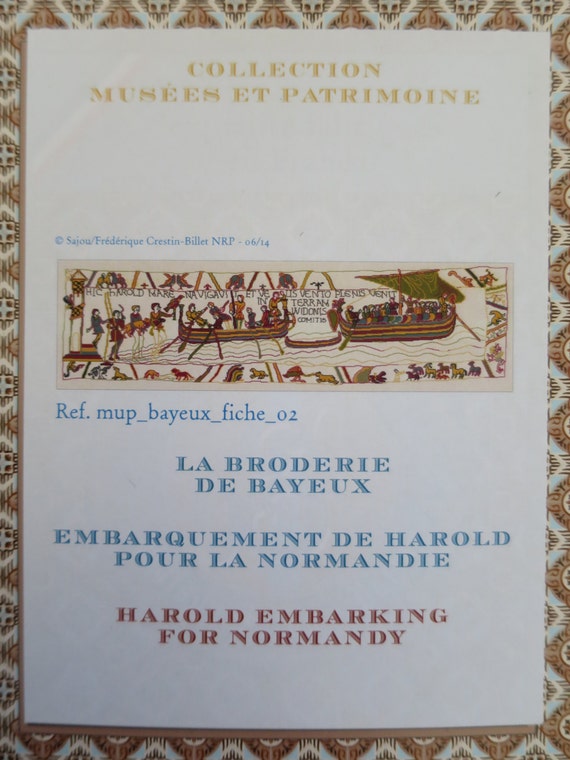 COLLECTION
MUSÉES ET PATRIMOINE
© Sajou/Frédérique Crestin-Billet NRP - 06/14
HIC HAROLD MARE NAVIGAVIT ET VELIS VENTO PLENIS VENIT
IN TERRAM
WIDONIS
COMITIS
Ref. mup_bayeux_fiche_02
LA BRODERIE
DE BAYEUX
EMBARQUEMENT DE HAROLD
POUR LA NORMANDIE
HAROLD EMBARKING
FOR NORMANDY